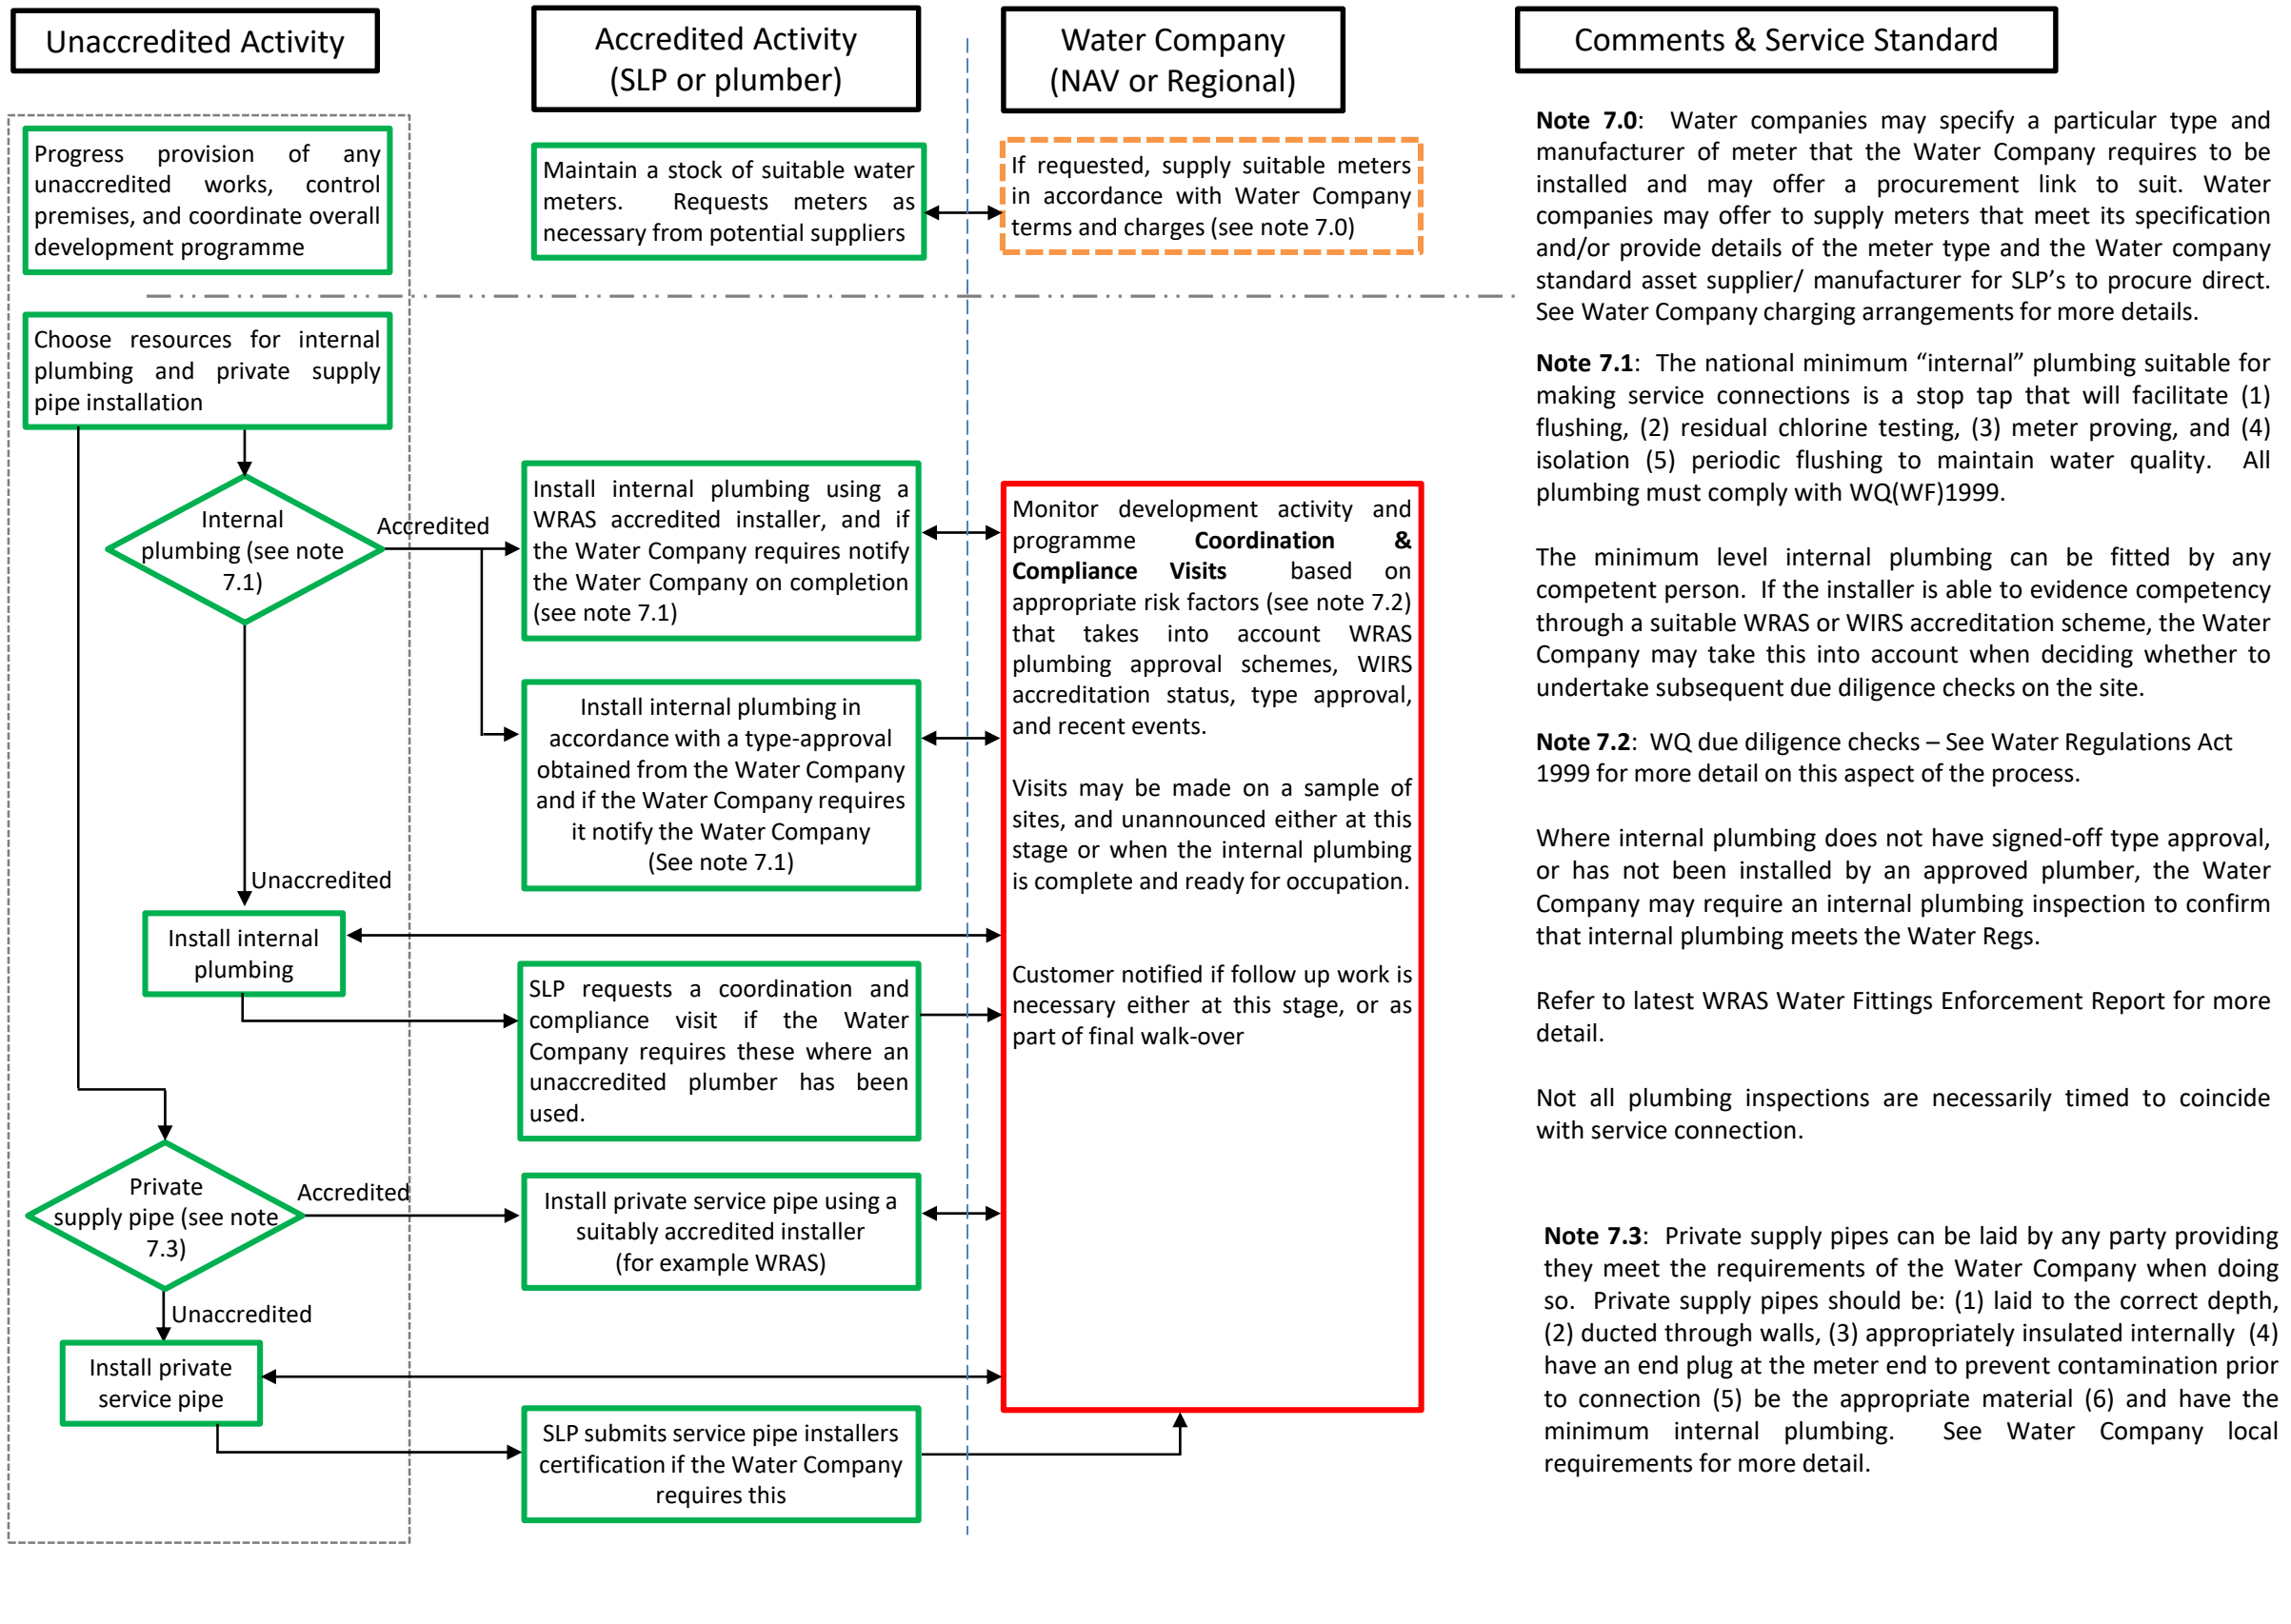 Unaccredited Activity
Accredited Activity
(SLP or plumber)
Water Company
(NAV or Regional)
Comments & Service Standard
Progress provision of any
unaccredited works, control
premises, and coordinate overall
development programme
Maintain a stock of suitable water
meters. Requests meters as
necessary from potential suppliers
If requested, supply suitable meters
in accordance with Water Company
terms and charges (see note 7.0)
Choose resources for internal
plumbing and private supply
pipe installation
Internal
plumbing (see note
7.1)
Accredited
Unaccredited
Install internal plumbing using a
WRAS accredited installer, and if
the Water Company requires notify
the Water Company on completion
(see note 7.1)
Install internal plumbing in
accordance with a type-approval
obtained from the Water Company
and if the Water Company requires
it notify the Water Company
(See note 7.1)
Install internal
plumbing
SLP requests a coordination and
compliance visit if the Water
Company requires these where an
unaccredited plumber has been
used.
Private
supply pipe (see note
7.3)
Accredited
Unaccredited
Install private service pipe using a
suitably accredited installer
(for example WRAS)
Install private
service pipe
SLP submits service pipe installers
certification if the Water Company
requires this
Monitor development activity and
programme Coordination &
Compliance Visits based on
appropriate risk factors (see note 7.2)
that takes into account WRAS
plumbing approval schemes, WIRS
accreditation status, type approval,
and recent events.
Visits may be made on a sample of
sites, and unannounced either at this
stage or when the internal plumbing
is complete and ready for occupation.
Customer notified if follow up work is
necessary either at this stage, or as
part of final walk-over
Note 7.0: Water companies may specify a particular type and
manufacturer of meter that the Water Company requires to be
installed and may offer a procurement link to suit. Water
companies may offer to supply meters that meet its specification
and/or provide details of the meter type and the Water company
standard asset supplier/ manufacturer for SLP's to procure direct.
See Water Company charging arrangements for more details.
Note 7.1: The national minimum “internal” plumbing suitable for
making service connections is a stop tap that will facilitate (1)
flushing, (2) residual chlorine testing, (3) meter proving, and (4)
isolation (5) periodic flushing to maintain water quality. All
plumbing must comply with WQ(WF)1999.
The minimum level internal plumbing can be fitted by any
competent person. If the installer is able to evidence competency
through a suitable WRAS or WIRS accreditation scheme, the Water
Company may take this into account when deciding whether to
undertake subsequent due diligence checks on the site.
Note 7.2: WQ due diligence checks – See Water Regulations Act
1999 for more detail on this aspect of the process.
Where internal plumbing does not have signed-off type approval,
or has not been installed by an approved plumber, the Water
Company may require an internal plumbing inspection to confirm
that internal plumbing meets the Water Regs.
Refer to latest WRAS Water Fittings Enforcement Report for more
detail.
Not all plumbing inspections are necessarily timed to coincide
with service connection.
Note 7.3: Private supply pipes can be laid by any party providing
they meet the requirements of the Water Company when doing
so. Private supply pipes should be: (1) laid to the correct depth,
(2) ducted through walls, (3) appropriately insulated internally (4)
have an end plug at the meter end to prevent contamination prior
to connection (5) be the appropriate material (6) and have the
minimum internal plumbing. See Water Company local
requirements for more detail.